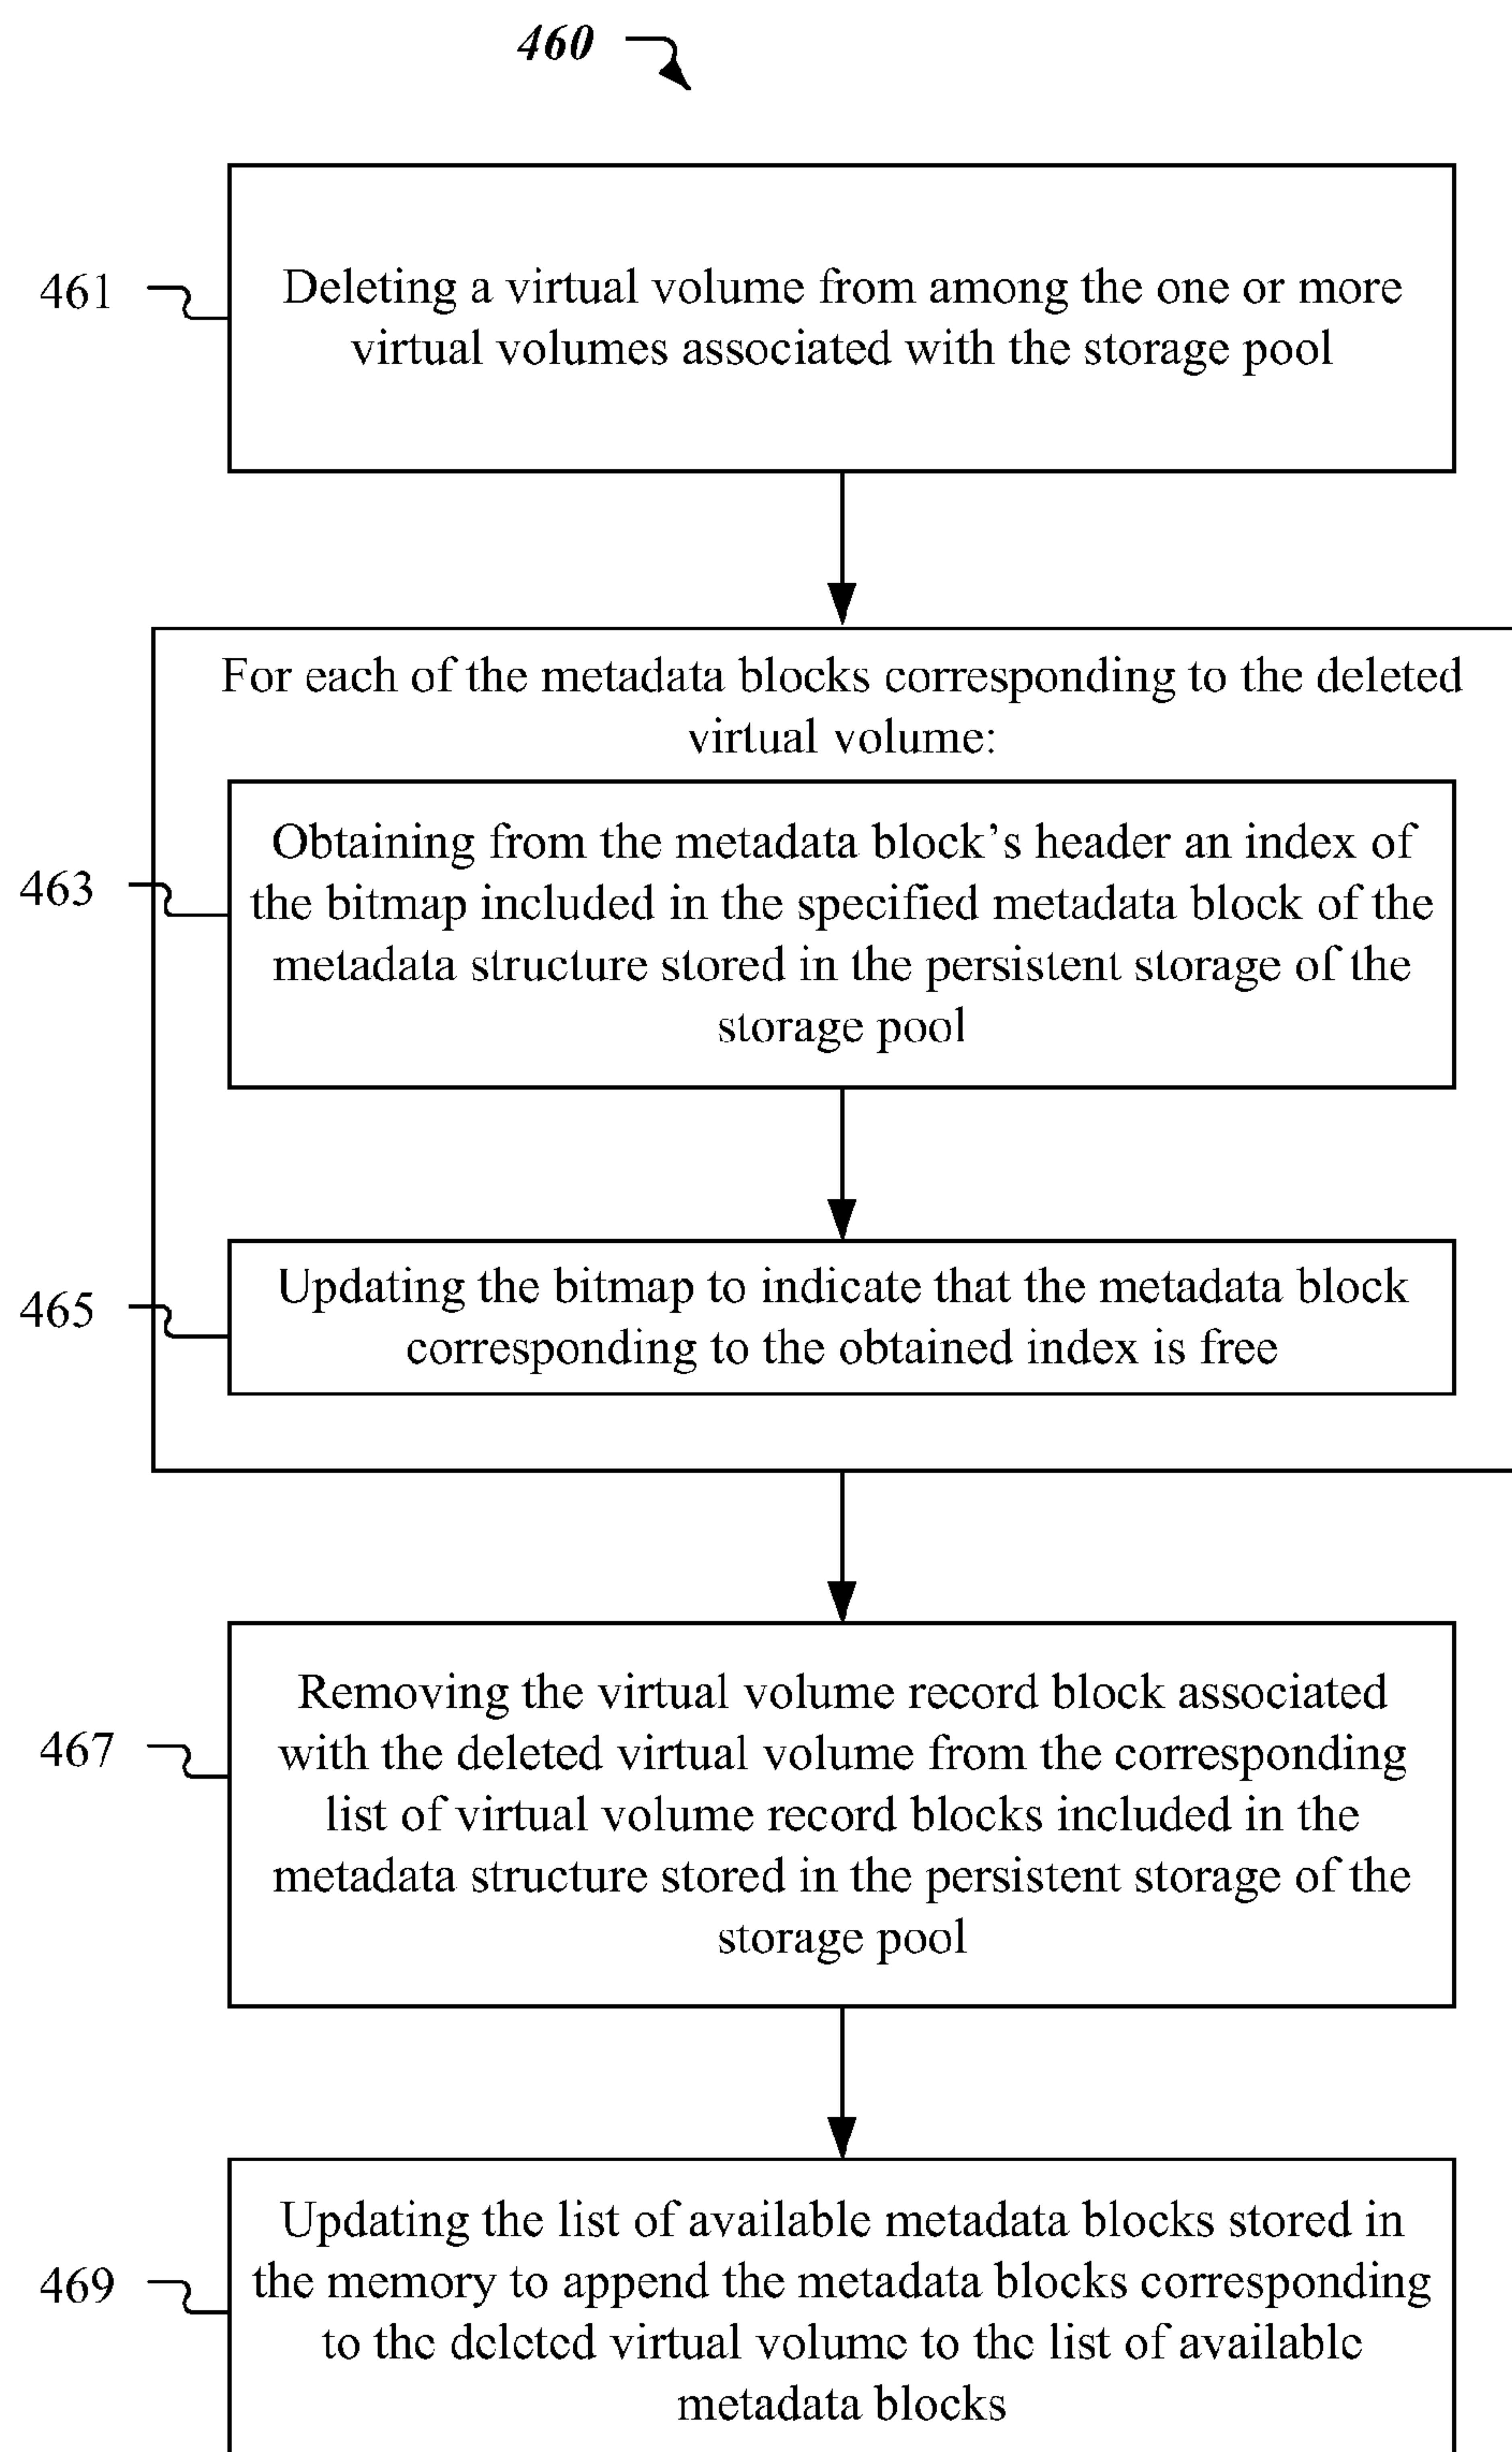 460
461
Deleting a virtual volume from among the one or more
virtual volumes associated with the storage pool
For each of the metadata blocks corresponding to the deleted
virtual volume:
463
Obtaining from the metadata block’s header an index of
the bitmap included in the specified metadata block of the
metadata structure stored in the persistent storage of the
storage pool
465
Updating the bitmap to indicate that the metadata block
corresponding to the obtained index is free
467
Removing the virtual volume record block associated
with the deleted virtual volume from the corresponding
list of virtual volume record blocks included in the
metadata structure stored in the persistent storage of the
storage pool
469
Updating the list of available metadata blocks stored in
the memory to append the metadata blocks corresponding
to the deleted virtual volume to the list of available
metadata blocks